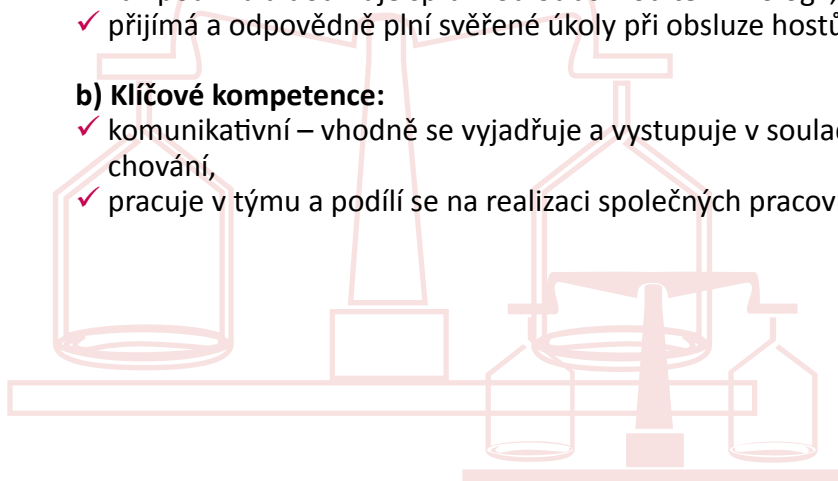 ✓ přijímá a odpovědně plní svěřené úkoly při obsluze hostů
b) Klíčové kompetence:
✓ komunikativní – vhodně se vyjadřuje a vystupuje v soulad
chování,
✓ pracuje v týmu a podílí se na realizaci společných pracov